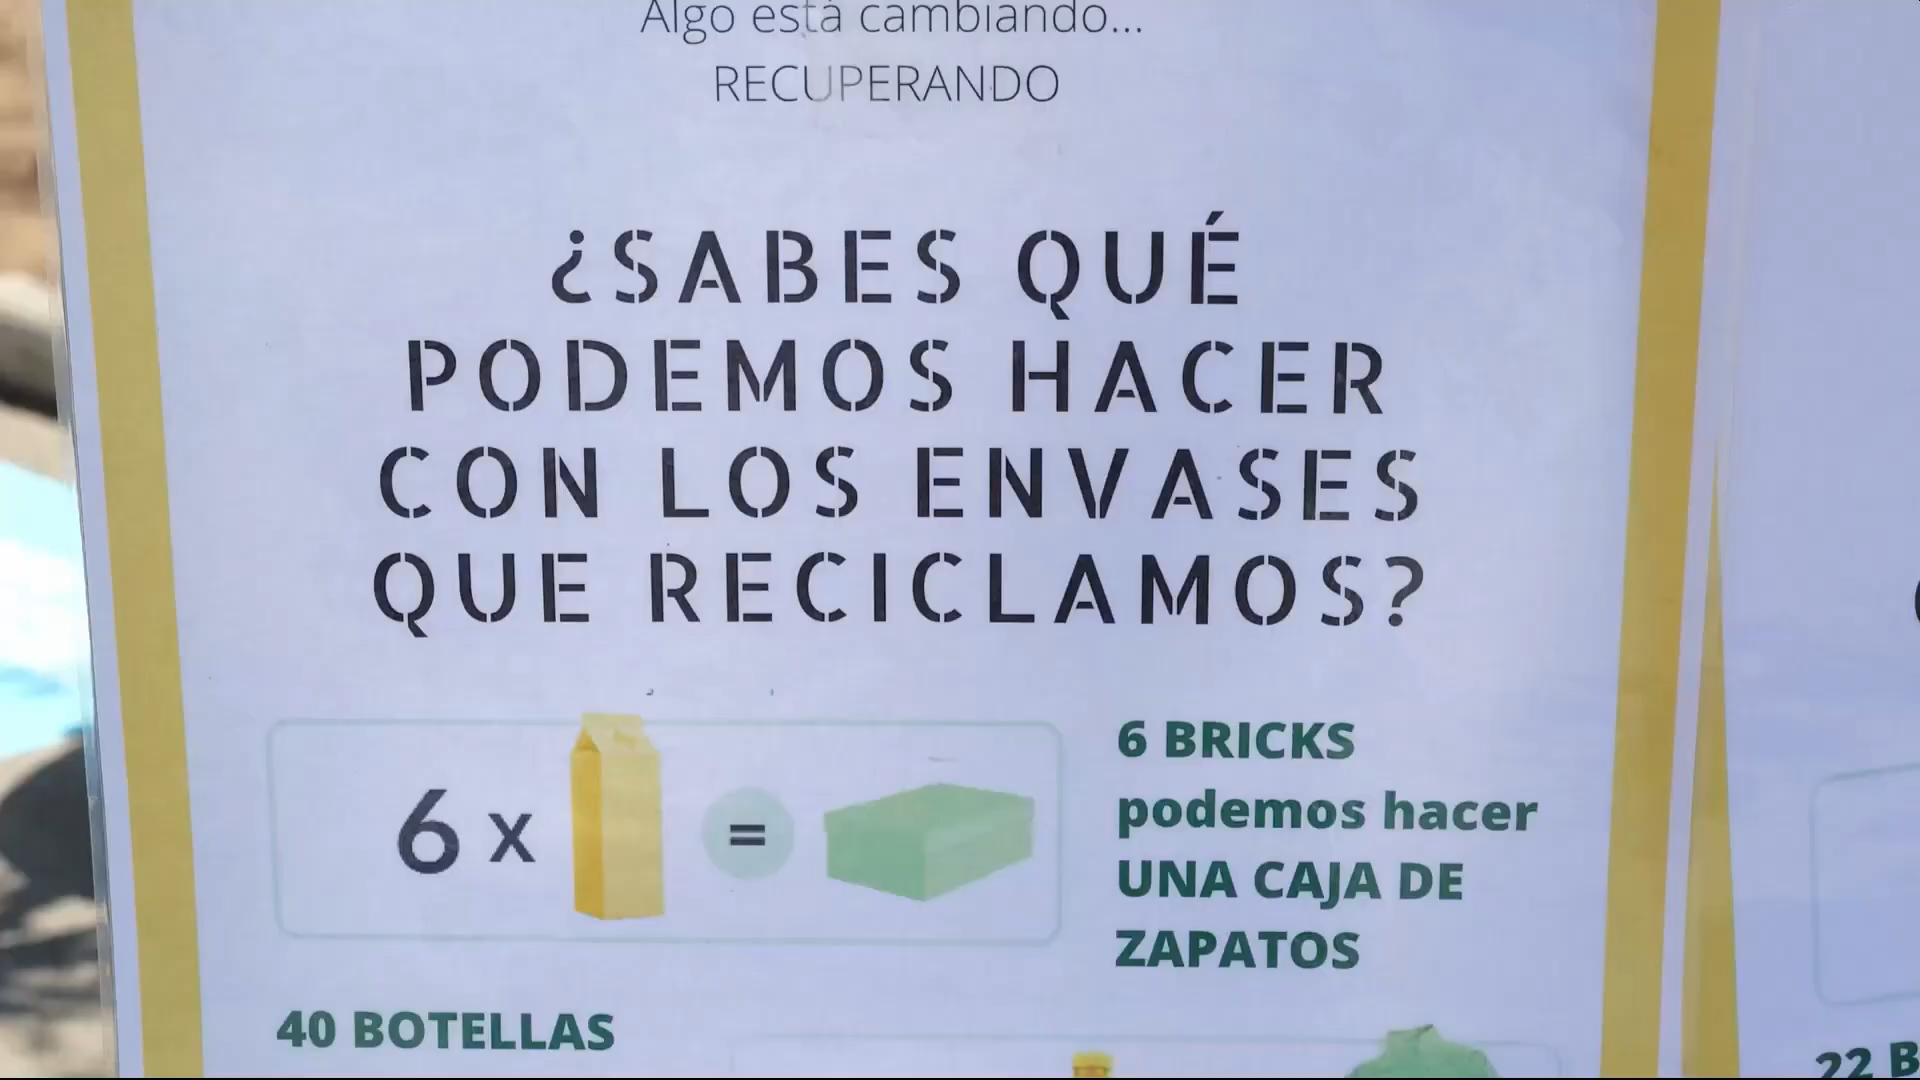 Algo está cambiando...
RECUPERANDO
¿SABES QUÉ
PODEMOS HACER
CON LOS ENVASES
QUE RECICLAMOS?
6 x =
6 BRICKS
podemos hacer
UNA CAJA DE
ZAPATOS
40 BOTELLAS
22 B